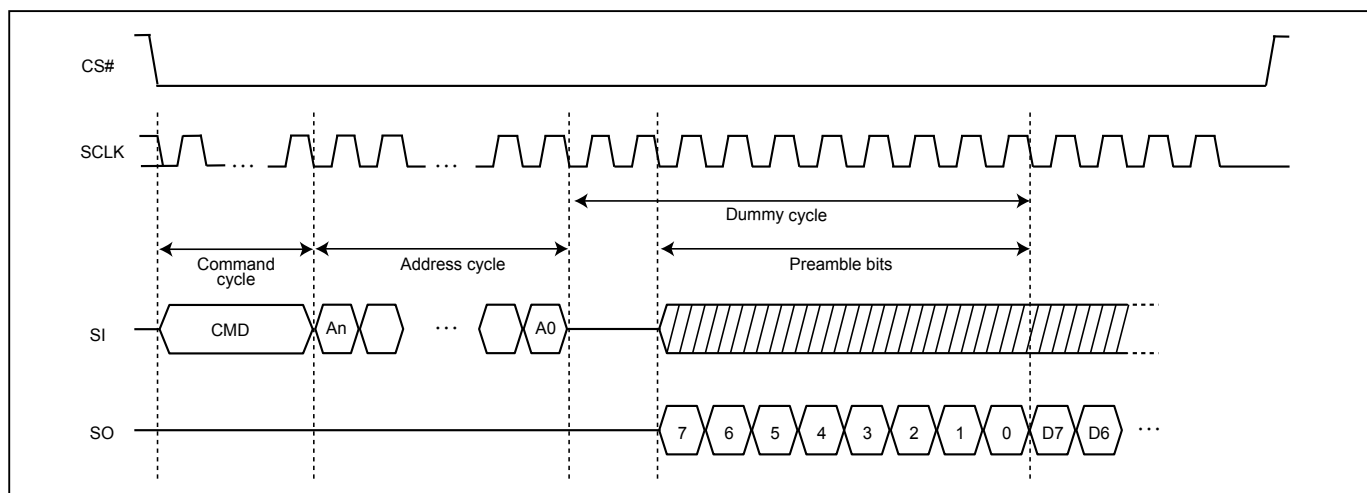 CS#
SCLK
...
...
Dummy cycle
Command
cycle
Address cycle
Preamble bits
SI
CMD
An
...
A0
SO
7 6 5 4 3 2 1 0 D7 D6 ...